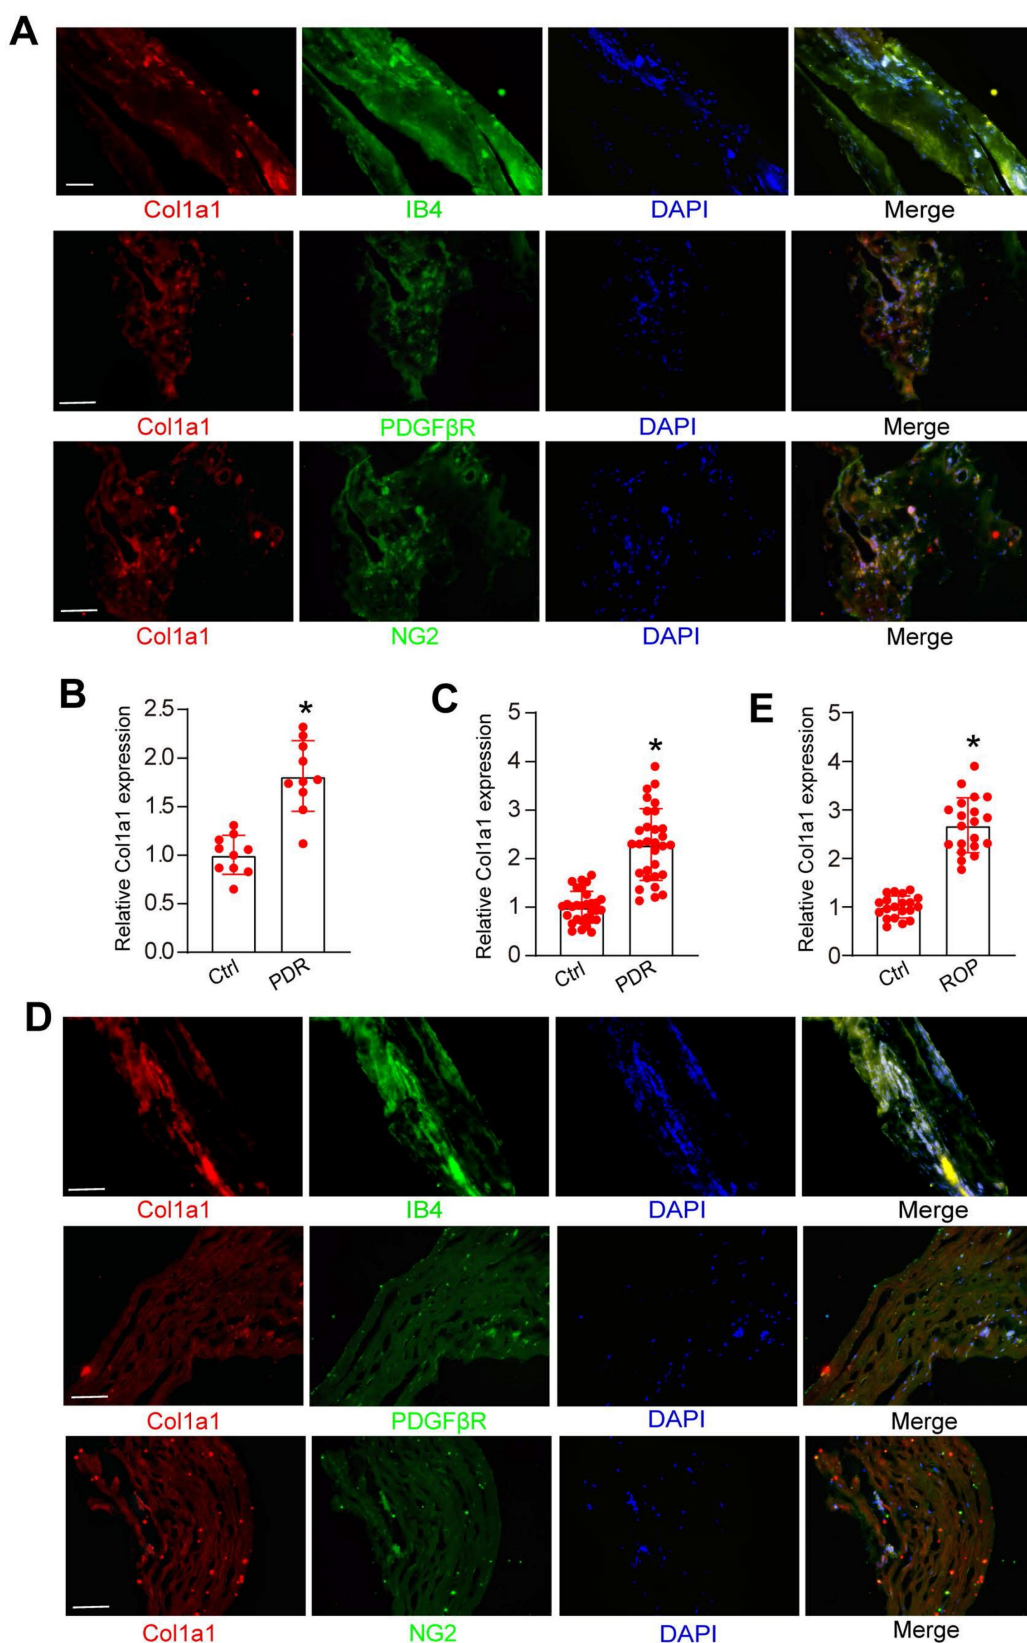 A
Col1a1 IB4 DAPI Merge
Col1a1 PDGFβR DAPI Merge
Col1a1 NG2 DAPI Merge
B
Relative Col1a1 expression
2.5
2.0
1.5
1.0
0.5
0.0
*
Ctrl PDR
C
Relative Col1a1 expression
5
4
3
2
1
0
*
Ctrl PDR
E
Relative Col1a1 expression
5
4
3
2
1
0
*
Ctrl ROP
D
Col1a1 IB4 DAPI Merge
Col1a1 PDGFβR DAPI Merge
Col1a1 NG2 DAPI Merge